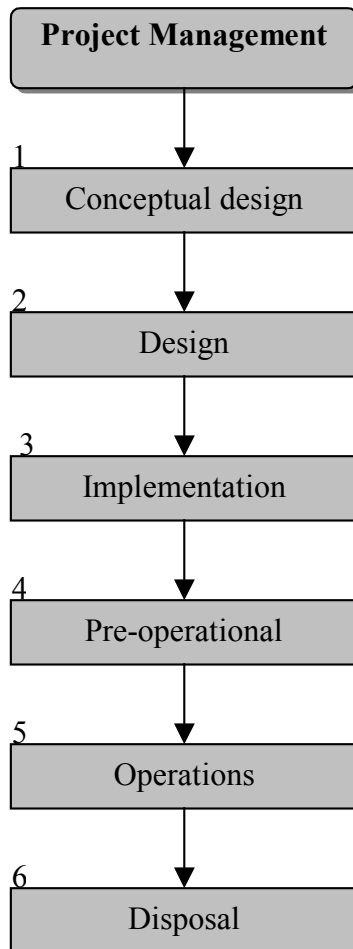 Project Management
1
Conceptual design
2
Design
3
Implementation
4
Pre-operational
5
Operations
6
Disposal